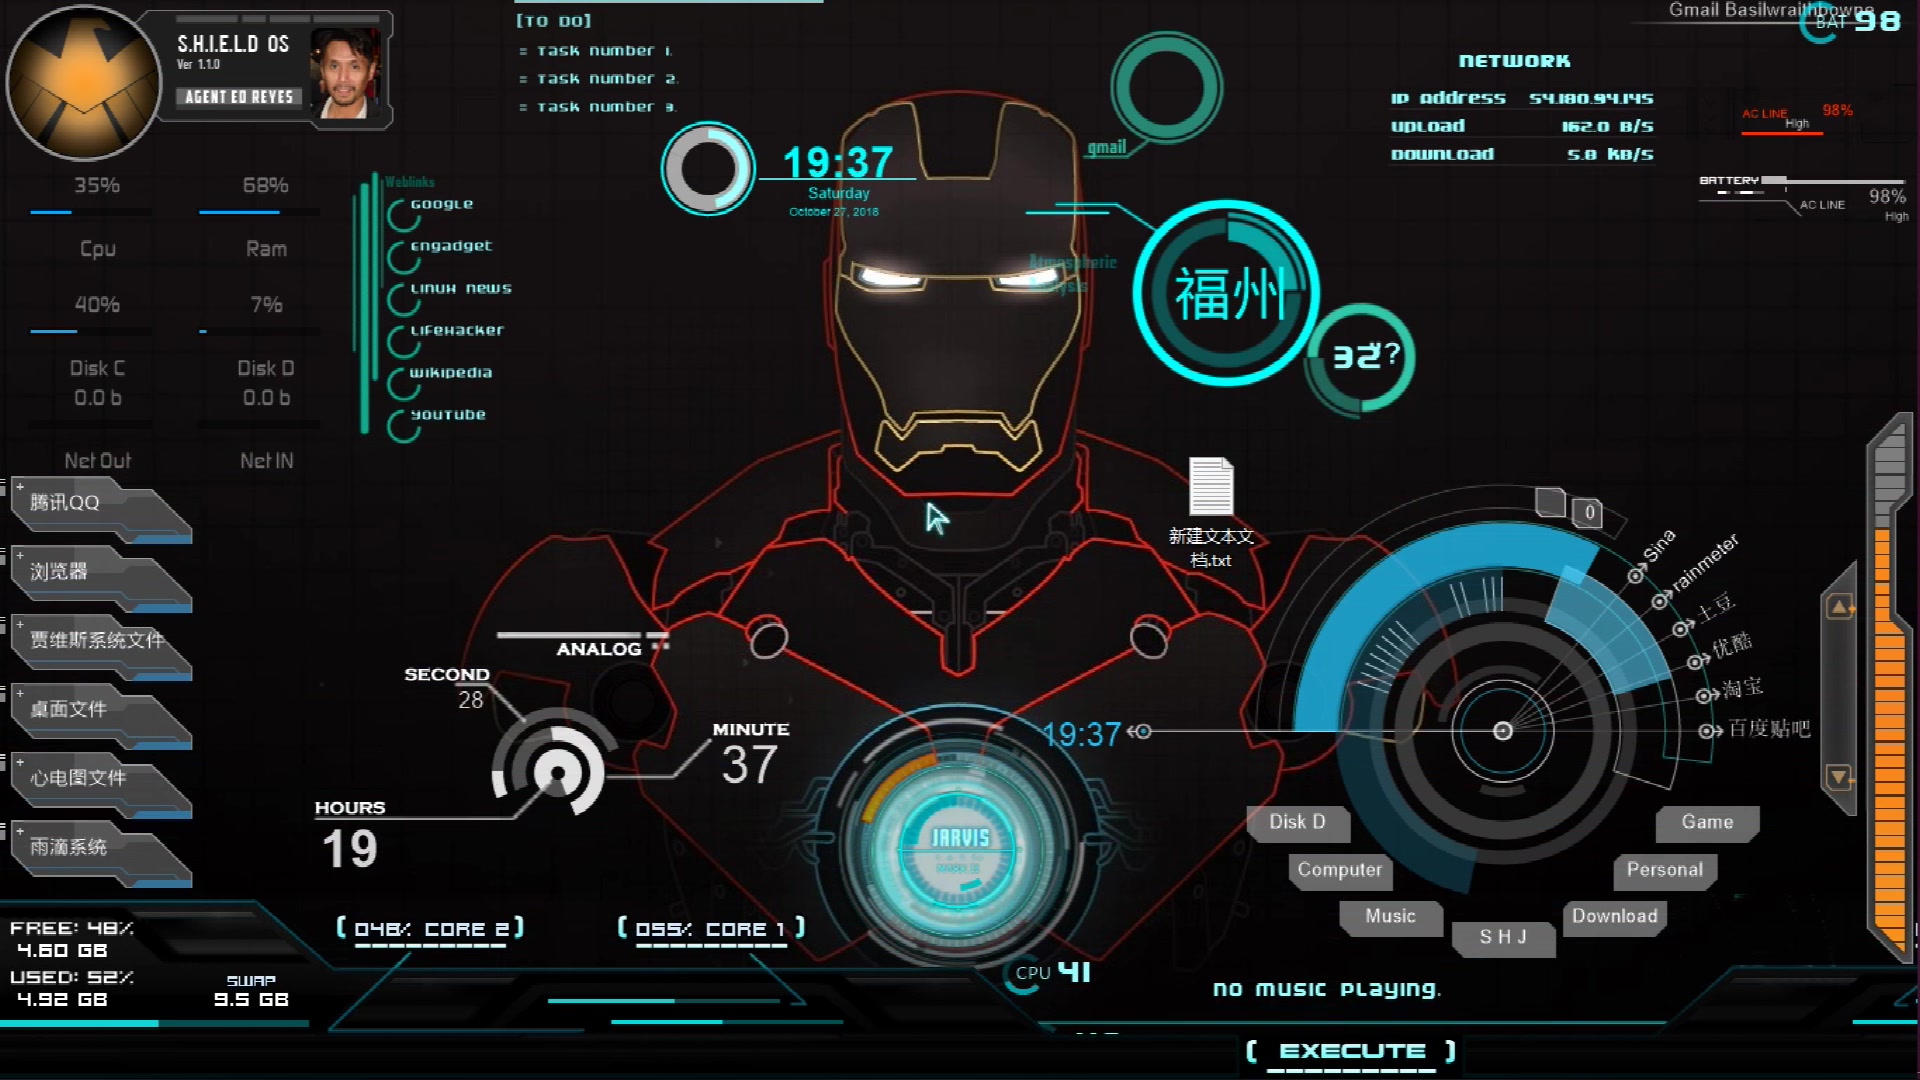 S.H.I.E.L.D OS
Ver 1.1.0
AGENT ED REYES
[TO DO]
= Task number 1.
= Task number 2.
= Task number 3.
Gmail Basilwraithbowne
BAT 98
NETWORK
IP Address 54.180.94.145
Upload 162.0 B/S
Download 5.8 KB/S
AC LINE
High
98%
BATTERY
AC LINE
98%
High
gmail
19:37
Saturday
October 27, 2018
35%
68%
Cpu
Ram
40%
7%
Disk C
Disk D
0.0 b
0.0 b
Net Out
Net IN
Weblinks
Google
Engadget
Linux News
Lifehacker
Wikipedia
Youtube
Atmospheric
Analysis
福州
32°?
新建文本文
档.txt
腾讯QQ
浏览器
贾维斯系统文件
桌面文件
心电图文件
雨滴系统
ANALOG
SECOND
28
MINUTE
37
HOURS
19
19:37
0
Sina
rainmeter
土豆
优酷
淘宝
百度贴吧
JARVIS
Disk D
Game
Computer
Personal
Music
Download
S H J
FREE: 48%
4.60 GB
USED: 52%
4.92 GB
SWAP
9.5 GB
( 048% CORE 2 )
( 055% CORE 1 )
CPU 41
No music playing.
( EXECUTE )